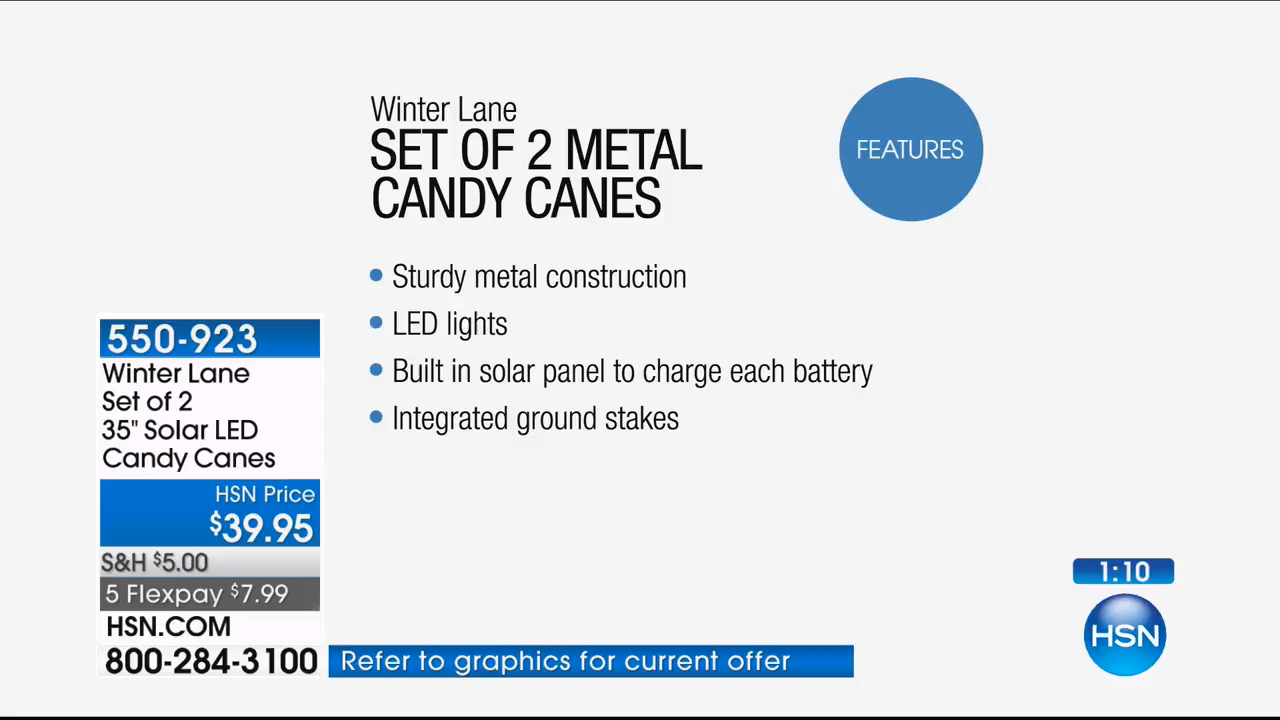 Winter Lane
SET OF 2 METAL
CANDY CANES
FEATURES
• Sturdy metal construction
• LED lights
• Built in solar panel to charge each battery
• Integrated ground stakes
550-923
Winter Lane
Set of 2
35" Solar LED
Candy Canes
HSN Price
$39.95
S&H $5.00
5 Flexpay $7.99
HSN.COM
800-284-3100
Refer to graphics for current offer
1:10
HSN